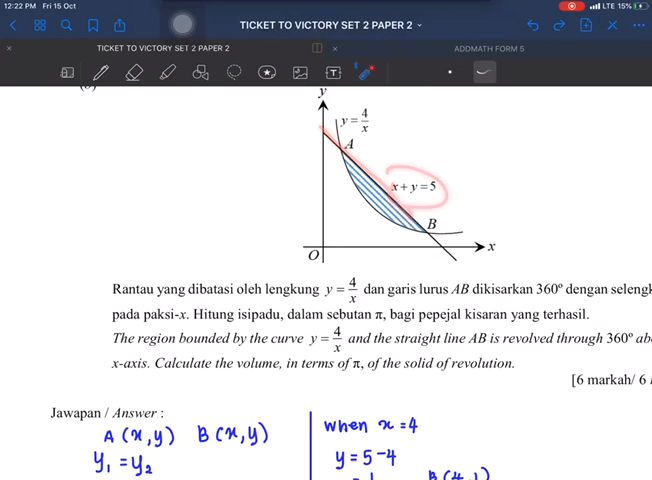 12:22 PM Fri 15 Oct
LTE 15%
TICKET TO VICTORY SET 2 PAPER 2
TICKET TO VICTORY SET 2 PAPER 2
ADDMATH FORM 5
T
y
y = 4/x
A
x + y = 5
B
x
O
Rantau yang dibatasi oleh lengkung y = 4/x dan garis lurus AB dikisarkan 360° dengan seleng
pada paksi-x. Hitung isipadu, dalam sebutan π, bagi pepejal kisaran yang terhasil.
The region bounded by the curve y = 4/x and the straight line AB is revolved through 360° ab
x-axis. Calculate the volume, in terms of π, of the solid of revolution.
[6 markah/ 6
Jawapan / Answer :
A (x,y) B (x,y)
y₁ = y₂
when x = 4
y = 5 - 4